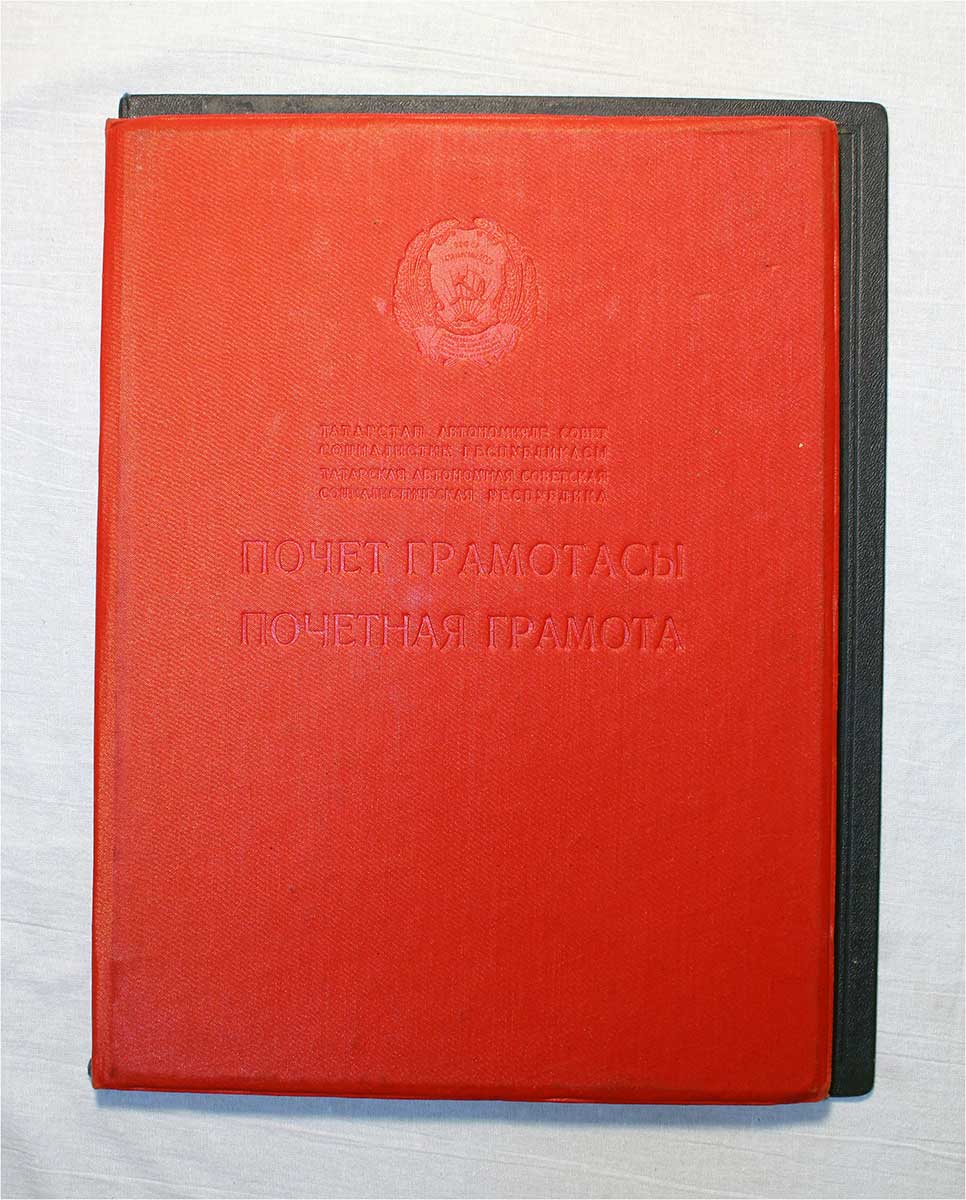 ТАТАРСТАН АВТОНОМИЯЛЕ СОВЕТ
СОЦИАЛИСТИК РЕСПУБЛИКАСЫ
ТАТАРСКАЯ АВТОНОМНАЯ СОВЕТСКАЯ
СОЦИАЛИСТИЧЕСКАЯ РЕСПУБЛИКА
ПОЧЕТ ГРАМОТАСЫ
ПОЧЕТНАЯ ГРАМОТА